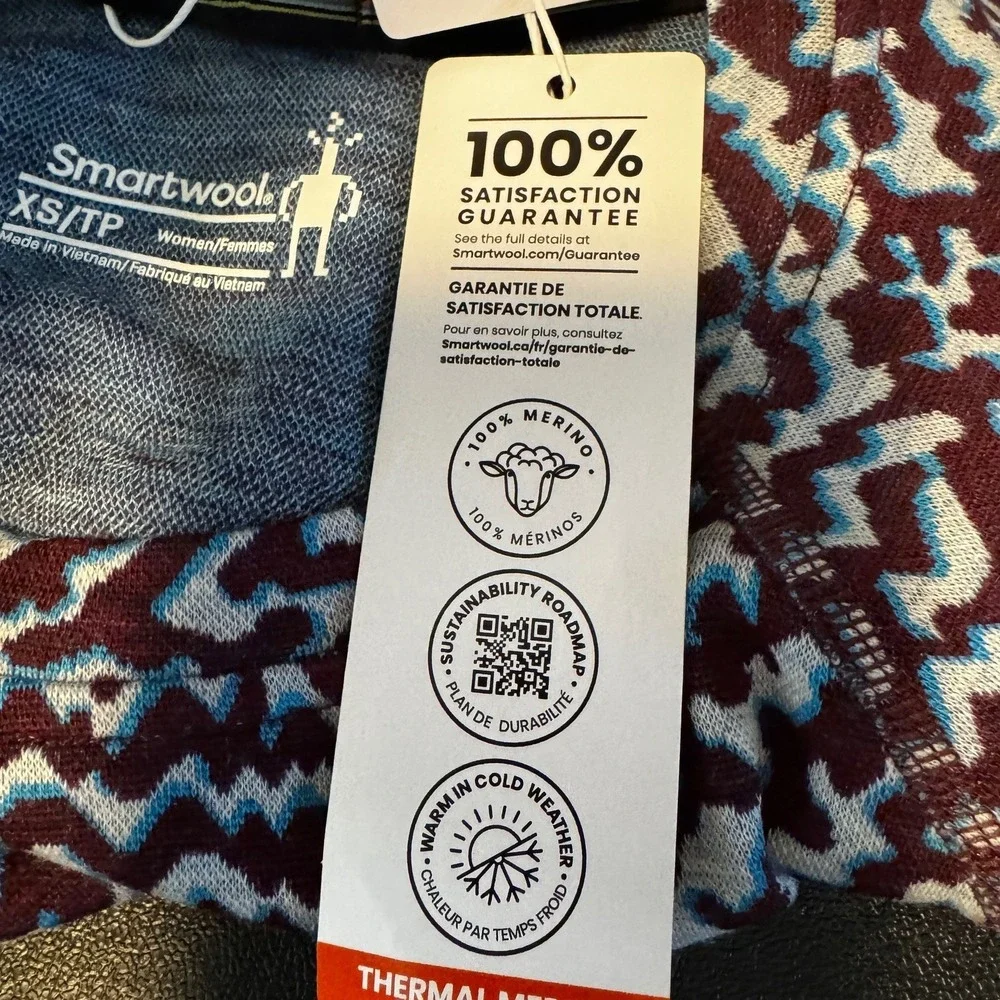 Smartwool®
XS/TP
Women/Femmes
Made in Vietnam/Fabriqué au Vietnam
100%
SATISFACTION
GUARANTEE
See the full details at
Smartwool.com/Guarantee
GARANTIE DE
SATISFACTION TOTALE.
Pour en savoir plus, consultez
Smartwool.ca/fr/garantie-de-
satisfaction-totale
• 100% MERINO •
100% MÉRINOS
• SUSTAINABILITY ROADMAP •
PLAN DE DURABILITÉ
• WARM IN COLD WEATHER •
CHALEUR PAR TEMPS FROID
THERMAL